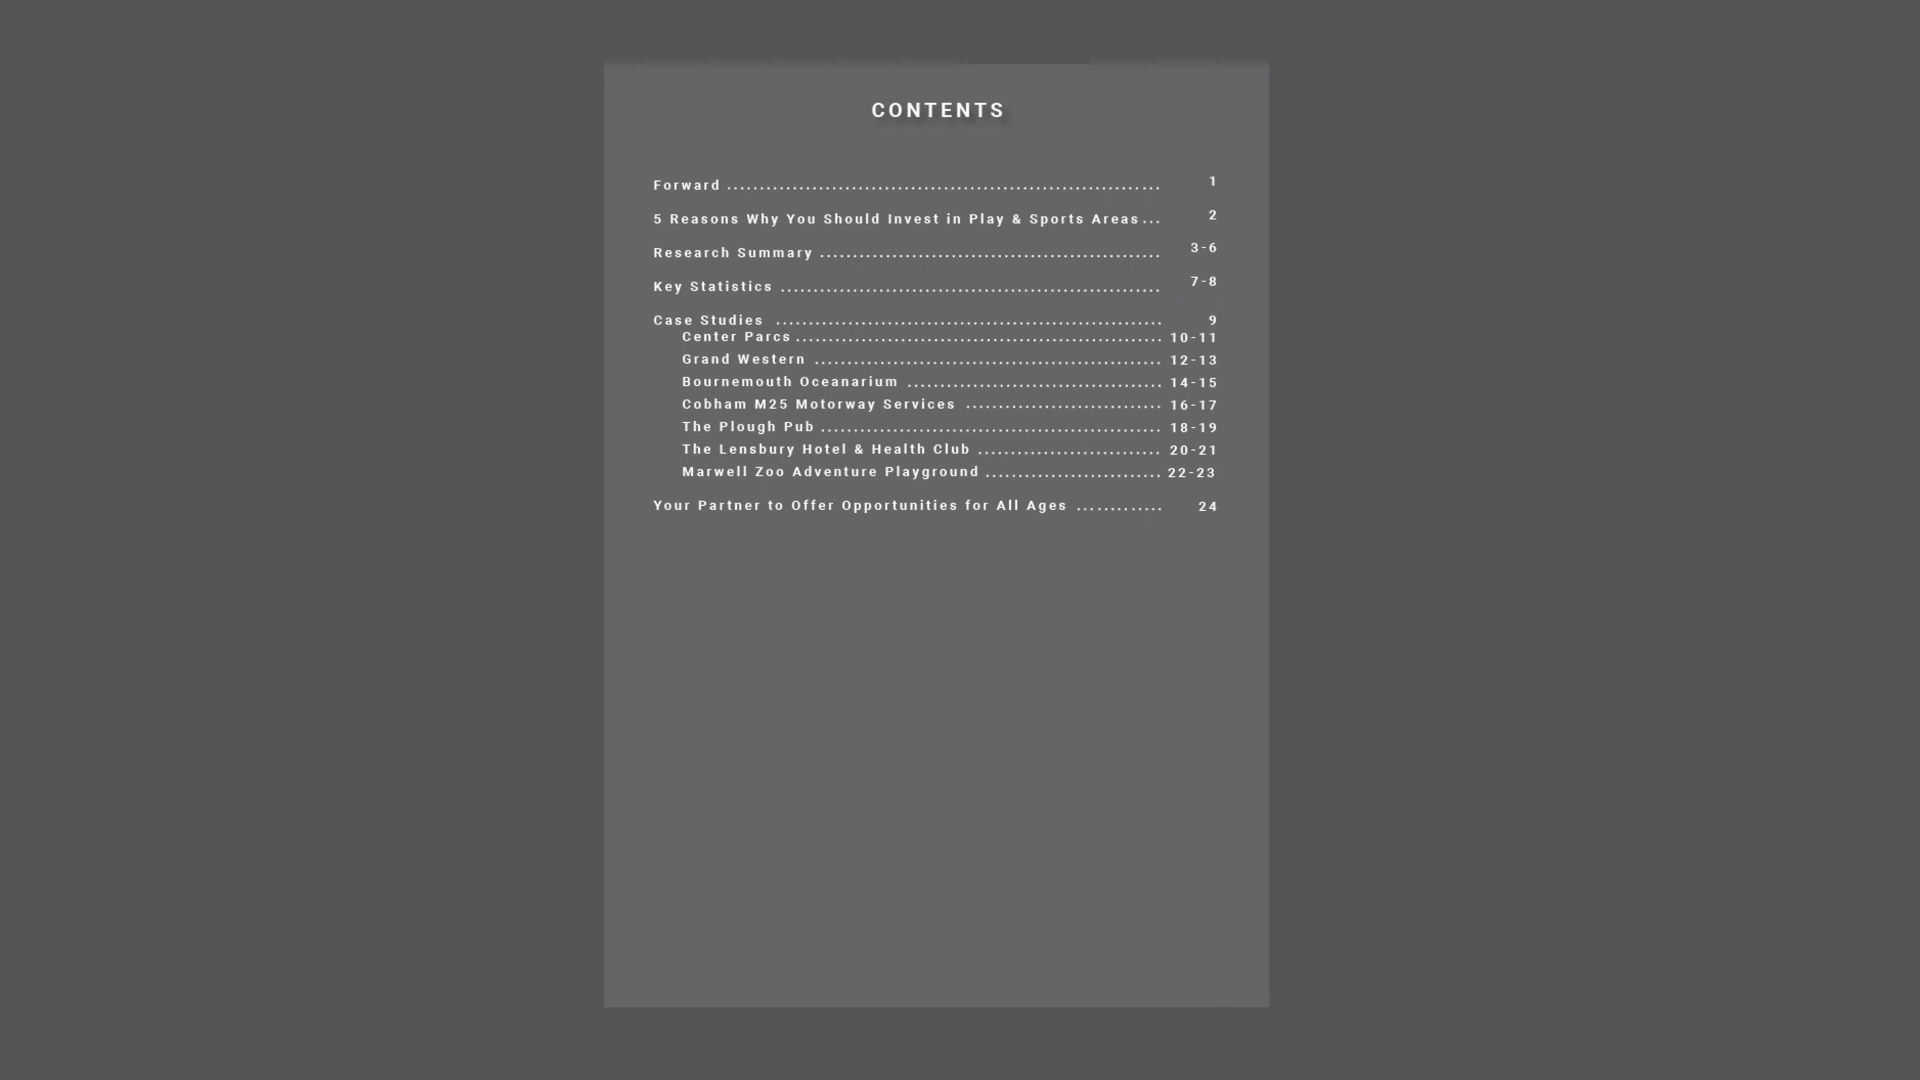 CONTENTS
Forward ........................................................................ 1
5 Reasons Why You Should Invest in Play & Sports Areas ... 2
Research Summary ........................................................ 3-6
Key Statistics ............................................................... 7-8
Case Studies ................................................................ 9
Center Parcs ............................................................. 10-11
Grand Western .......................................................... 12-13
Bournemouth Oceanarium .......................................... 14-15
Cobham M25 Motorway Services ................................ 16-17
The Plough Pub ......................................................... 18-19
The Lensbury Hotel & Health Club .............................. 20-21
Marwell Zoo Adventure Playground ............................. 22-23
Your Partner to Offer Opportunities for All Ages ............. 24